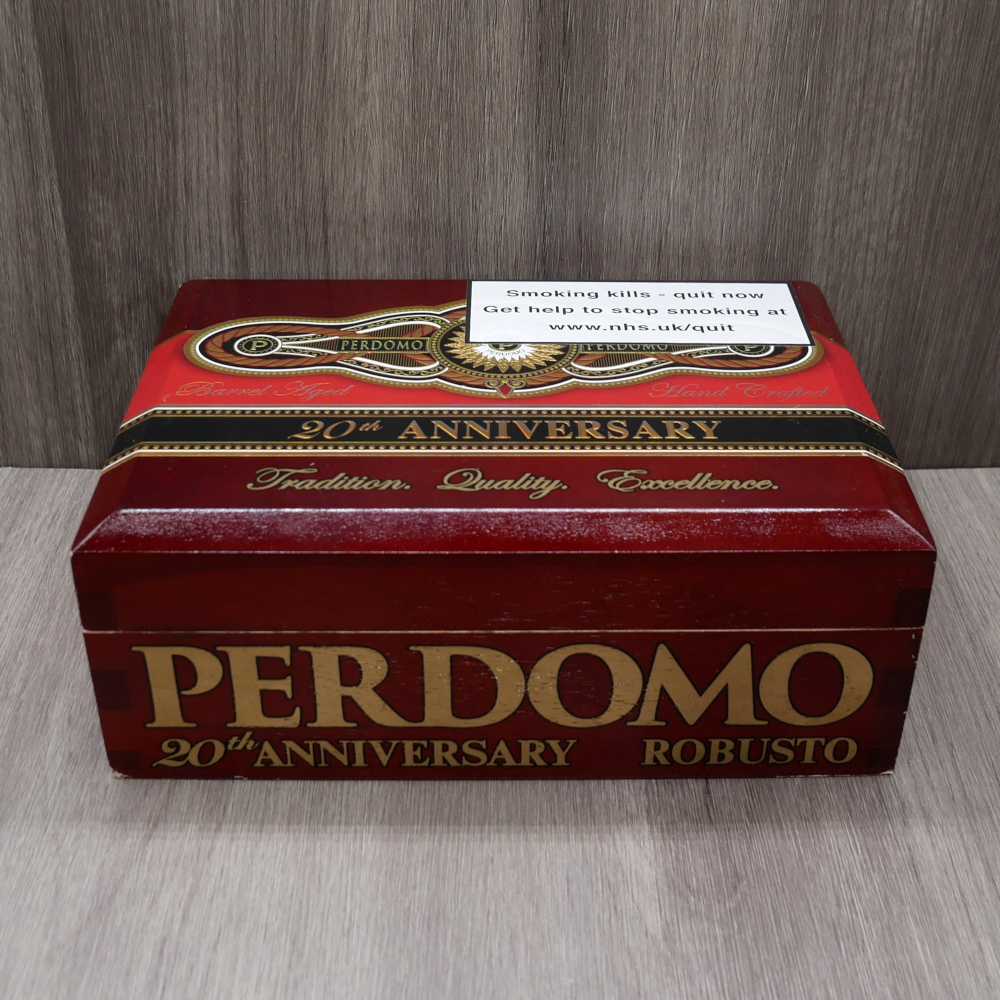 Smoking kills - quit now
Get help to stop smoking at
www.nhs.uk/quit
P PERDOMO P PERDOMO P
PERDOMO
Barrel Aged Hand Crafted
20th ANNIVERSARY
Tradition. Quality. Excellence.
PERDOMO
20th ANNIVERSARY ROBUSTO